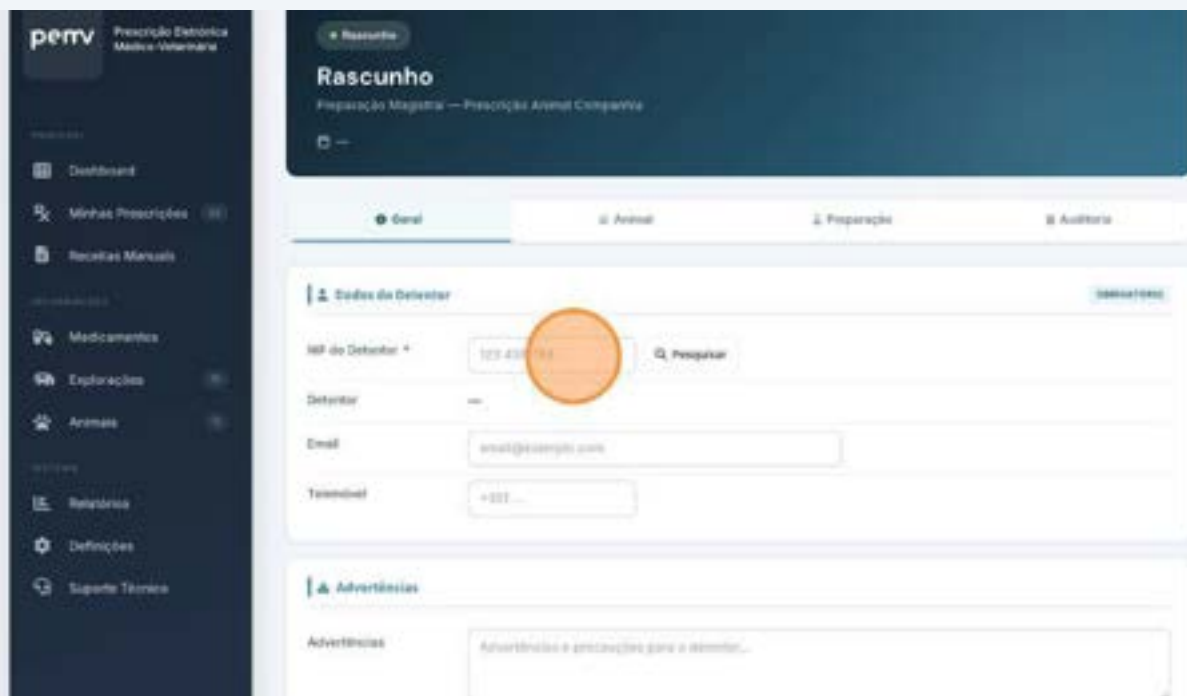 pemv
Prescrição Eletrónica
Médico-Veterinária
Dashboard
Minhas Prescrições
Receitas Manuais
Medicamentos
Explorações
Animais
Relatórios
Definições
Suporte Técnico
Rascunho
Rascunho
Preparação Magistral — Prescrição Animal Companhia
—
Geral
Animal
Preparação
Auditoria
Dados do Detentor
OBRIGATÓRIO
NIF do Detentor *
Pesquisar
Detentor
—
Email
email@exemplo.com
Telemóvel
+351 ...
Advertências
Advertências
Advertências e precauções para o detentor...